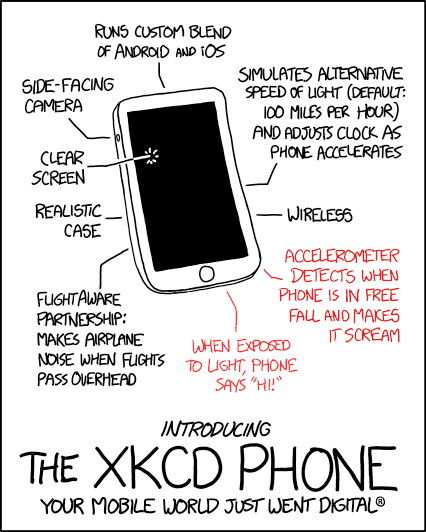 RUNS CUSTOM BLEND
OF ANDROID AND iOS
SIDE-FACING
CAMERA
SIMULATES ALTERNATIVE
SPEED OF LIGHT (DEFAULT:
100 MILES PER HOUR)
AND ADJUSTS CLOCK AS
PHONE ACCELERATES
CLEAR
SCREEN
REALISTIC
CASE
WIRELESS
ACCELEROMETER
DETECTS WHEN
PHONE IS IN FREE
FALL AND MAKES
IT SCREAM
FLIGHTAWARE
PARTNERSHIP:
MAKES AIRPLANE
NOISE WHEN FLIGHTS
PASS OVERHEAD
WHEN EXPOSED
TO LIGHT, PHONE
SAYS "HI!"
INTRODUCING
THE XKCD PHONE
YOUR MOBILE WORLD JUST WENT DIGITAL®